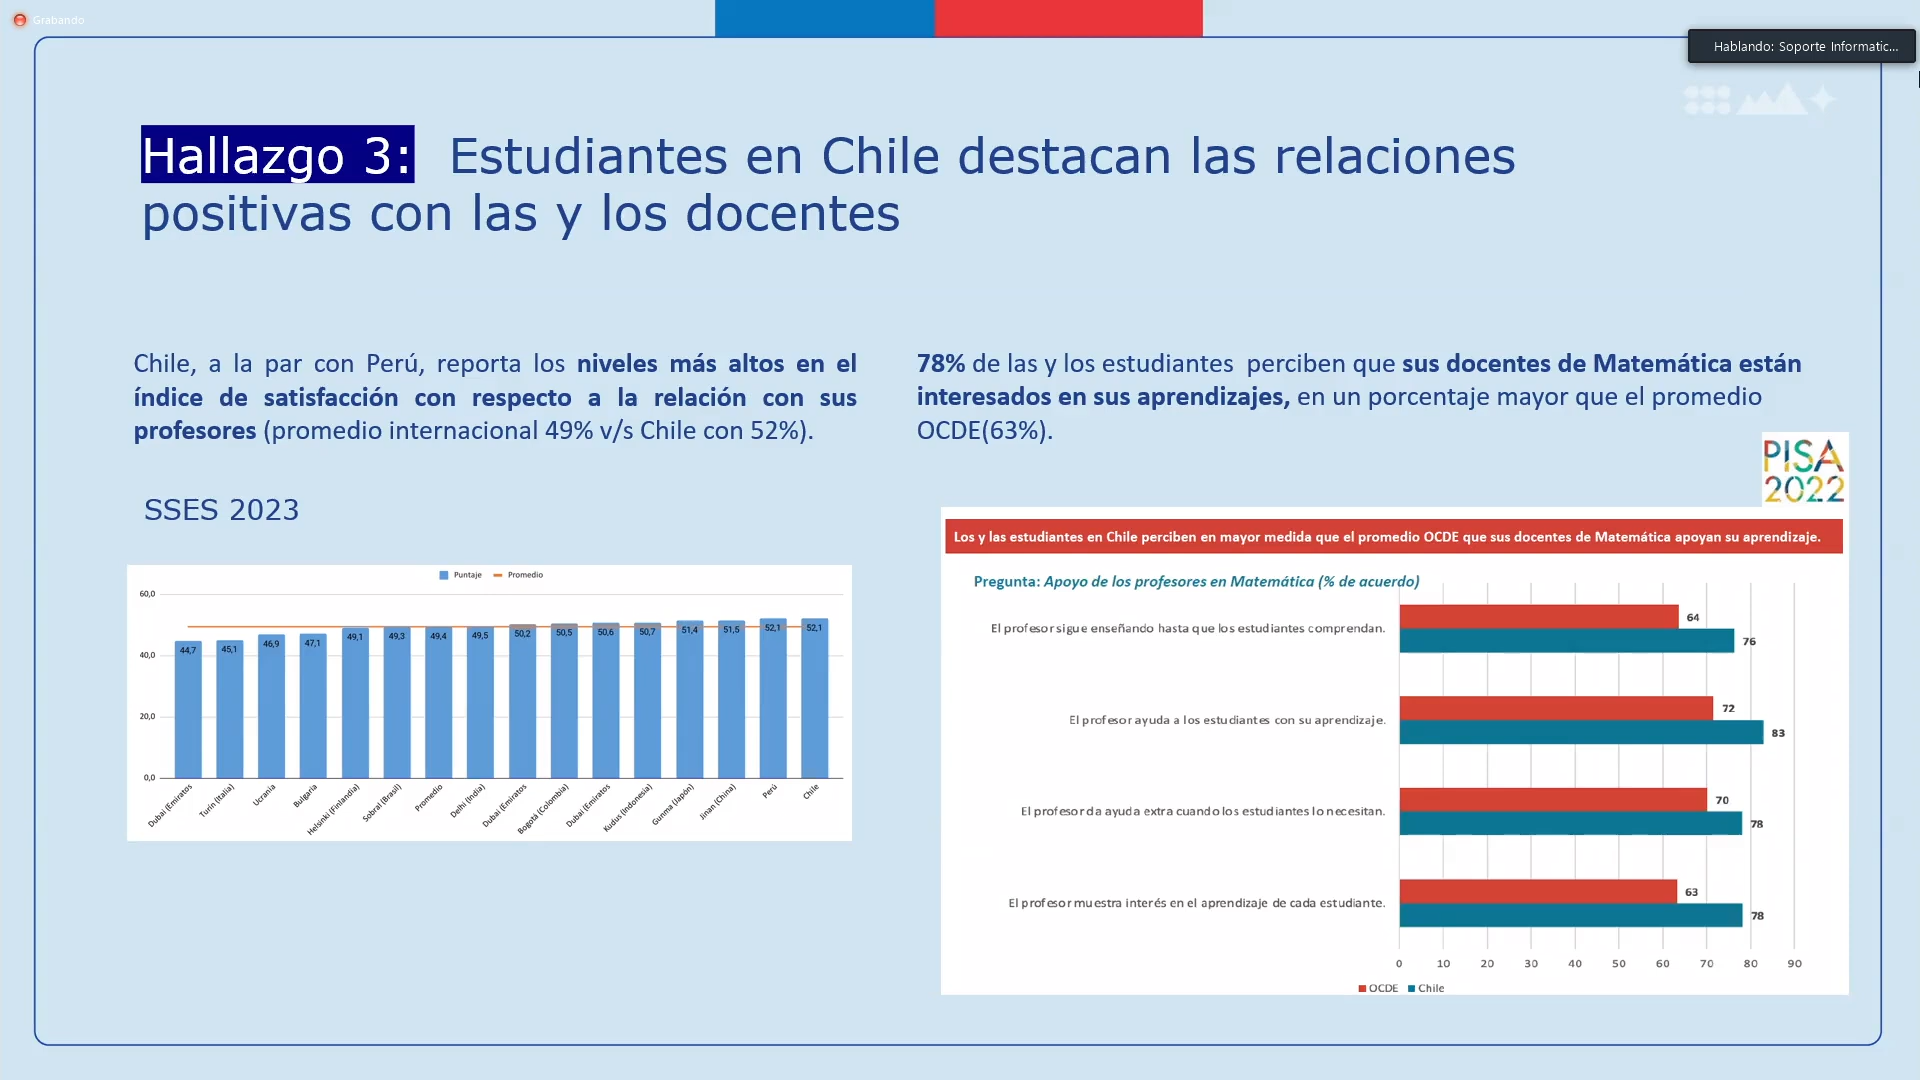 Grabando
Hablando: Soporte Informatic...
Hallazgo 3: Estudiantes en Chile destacan las relaciones
positivas con las y los docentes
Chile, a la par con Perú, reporta los niveles más altos en el
índice de satisfacción con respecto a la relación con sus
profesores (promedio internacional 49% v/s Chile con 52%).
SSES 2023
Puntaje Promedio
60,0
40,0
20,0
0,0
44,7 45,1 46,9 47,1 49,1 49,3 49,4 49,5 50,2 50,5 50,6 50,7 51,4 51,5 52,1 52,1
Dubai (Emiratos
Turín (Italia)
Ucrania
Bulgaria
Helsinki (Finlandia)
Sobral (Brasil)
Promedio
Delhi (India)
Dubai (Emiratos
Bogotá (Colombia)
Dubai (Emiratos
Kudus (Indonesia)
Gunma (Japón)
Jinan (China)
Perú
Chile
78% de las y los estudiantes perciben que sus docentes de Matemática están
interesados en sus aprendizajes, en un porcentaje mayor que el promedio
OCDE(63%).
PISA
2022
Los y las estudiantes en Chile perciben en mayor medida que el promedio OCDE que sus docentes de Matemática apoyan su aprendizaje.
Pregunta: Apoyo de los profesores en Matemática (% de acuerdo)
El profesor sigue enseñando hasta que los estudiantes comprendan.
64
76
El profesor ayuda a los estudiantes con su aprendizaje.
72
83
El profesor da ayuda extra cuando los estudiantes lo necesitan.
70
78
El profesor muestra interés en el aprendizaje de cada estudiante.
63
78
0 10 20 30 40 50 60 70 80 90
OCDE Chile